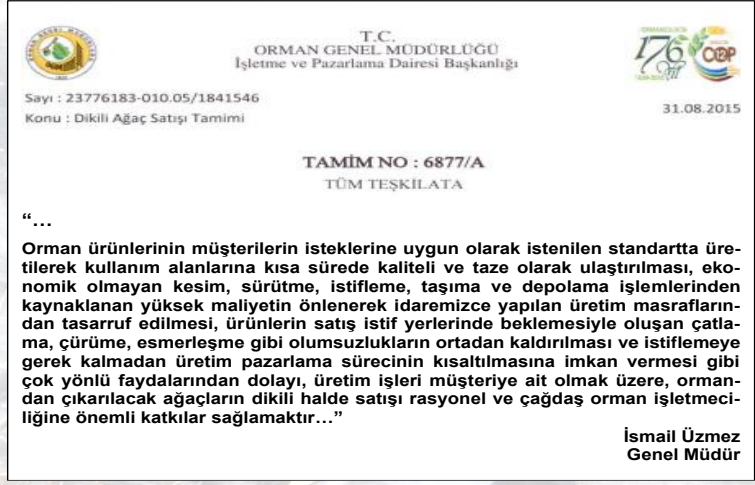 T.C.
ORMAN GENEL MÜDÜRLÜĞÜ
İşletme ve Pazarlama Dairesi Başkanlığı
176
Sayı : 23776183-010.05/1841546
31.08.2015
Konu : Dikili Ağaç Satışı Tamimi
TAMİM NO : 6877/A
TÜM TEŞKİLATA
“…
Orman ürünlerinin müşterilerin isteklerine uygun olarak istenilen standartta üre-
tilerek kullanım alanlarına kısa sürede kaliteli ve taze olarak ulaştırılması, eko-
nomik olmayan kesim, sürütme, istifleme, taşıma ve depolama işlemlerinden
kaynaklanan yüksek maliyetin önlenerek idaremizce yapılan üretim masrafların-
dan tasarruf edilmesi, ürünlerin satış istif yerlerinde beklemesiyle oluşan çatla-
ma, çürüme, esmerleşme gibi olumsuzlukların ortadan kaldırılması ve istiflemeye
gerek kalmadan üretim pazarlama sürecinin kısaltılmasına imkan vermesi gibi
çok yönlü faydalarından dolayı, üretim işleri müşteriye ait olmak üzere, orman-
dan çıkarılacak ağaçların dikili halde satışı rasyonel ve çağdaş orman işletmeci-
liğine önemli katkılar sağlamaktır…”
İsmail Üzmez
Genel Müdür